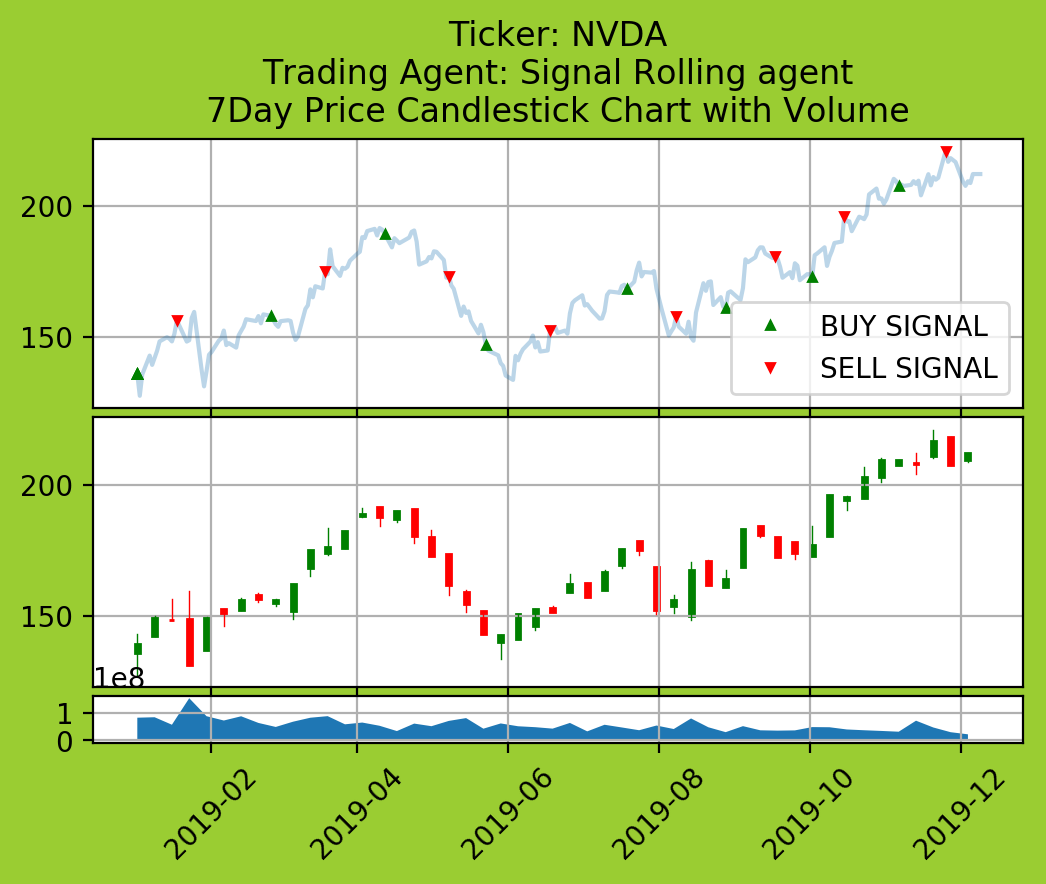 Ticker: NVDA
Trading Agent: Signal Rolling agent
7Day Price Candlestick Chart with Volume
200
150
BUY SIGNAL
SELL SIGNAL
200
150
1e8
1
0
2019-02
2019-04
2019-06
2019-08
2019-10
2019-12